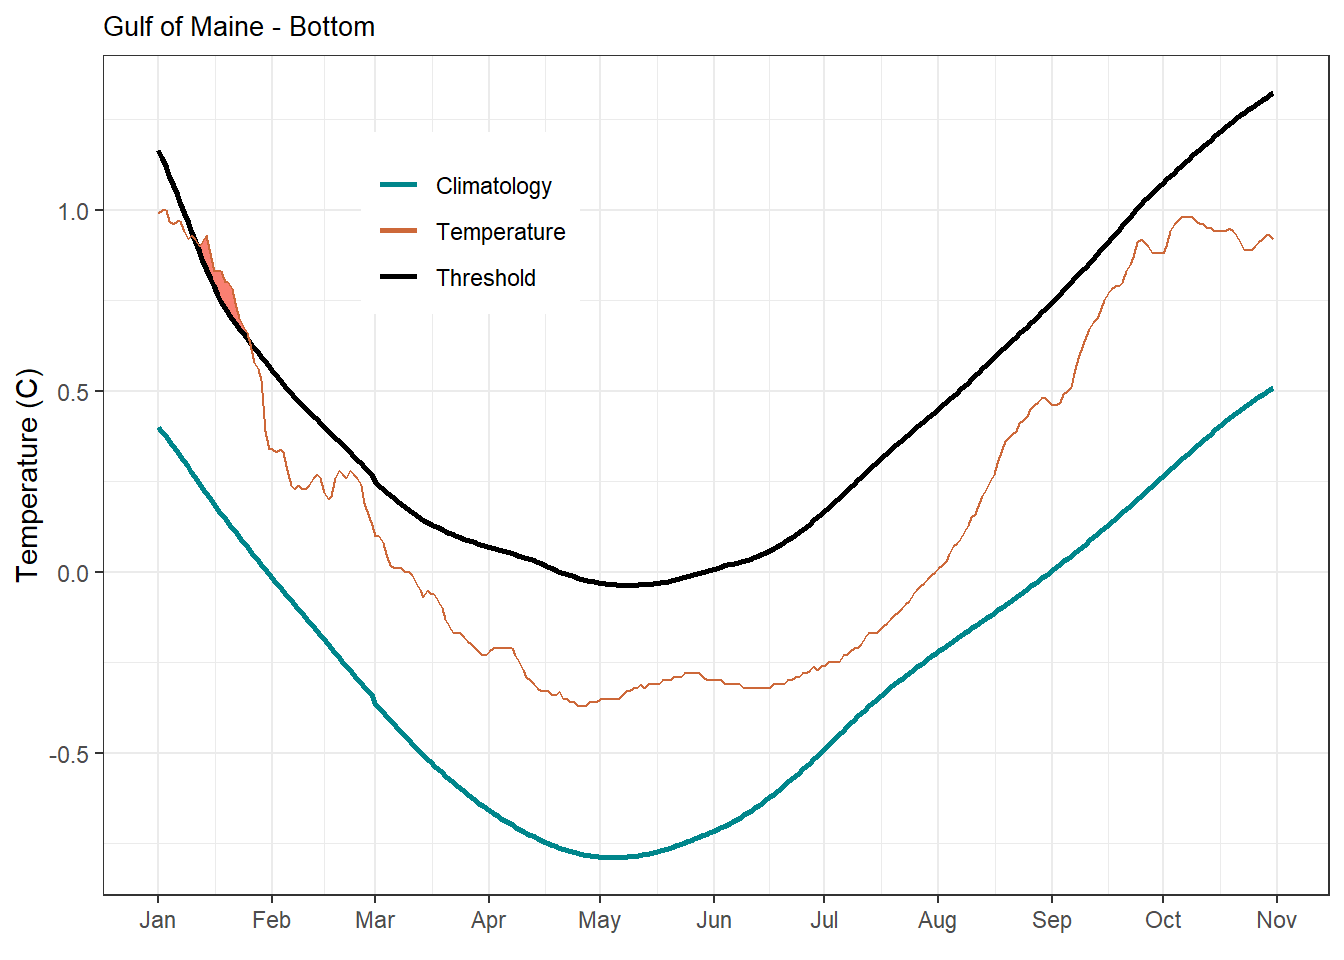 Gulf of Maine - Bottom
Climatology
Temperature
Threshold
Temperature (C)
1.0
0.5
0.0
-0.5
Jan Feb Mar Apr May Jun Jul Aug Sep Oct Nov